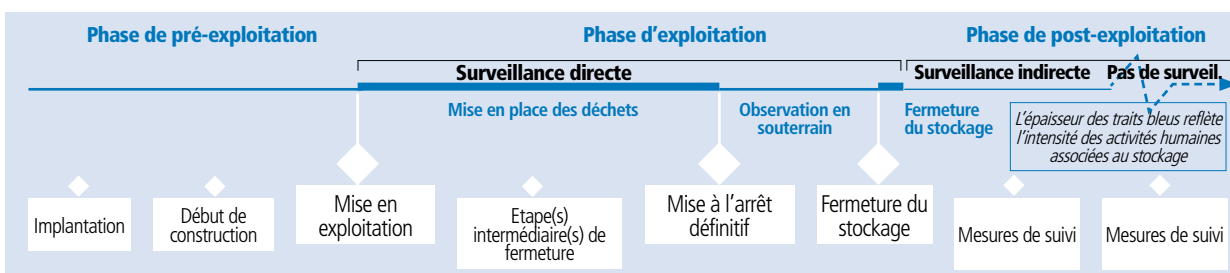 Phase de pré-exploitation
Phase d'exploitation
Phase de post-exploitation
Surveillance directe
Surveillance indirecte
Pas de surveil.
Mise en place des déchets
Observation en
souterrain
Fermeture
du stockage
L'épaisseur des traits bleus reflète
l'intensité des activités humaines
associées au stockage
Implantation
Début de
construction
Mise en
exploitation
Etape(s)
intermédiaire(s) de
fermeture
Mise à l'arrêt
définitif
Fermeture du
stockage
Mesures de suivi
Mesures de suivi